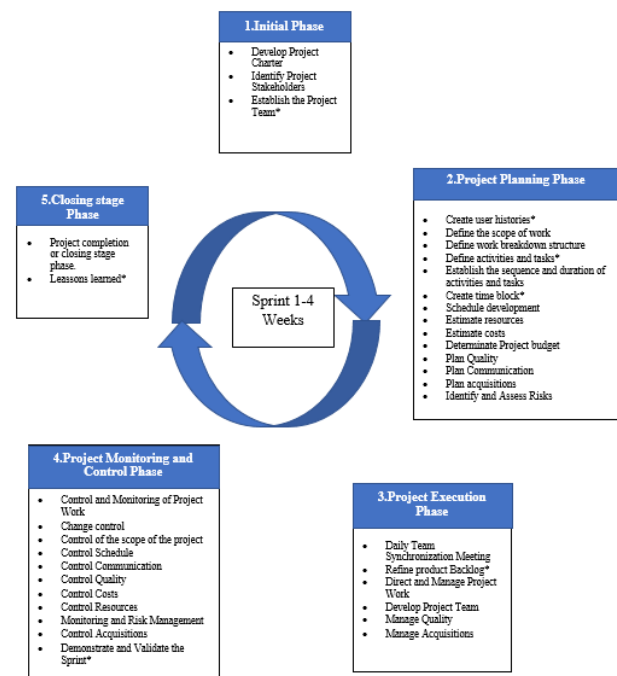 1.Initial Phase
• Develop Project
Charter
• Identify Project
Stakeholders
• Establish the Project
Team*
2.Project Planning Phase
• Create user histories*
• Define the scope of work
• Define work breakdown structure
• Define activities and tasks*
• Establish the sequence and duration of
activities and tasks
• Create time block*
• Schedule development
• Estimate resources
• Estimate costs
• Determinate Project budget
• Plan Quality
• Plan Communication
• Plan acquisitions
• Identify and Assess Risks
3.Project Execution
Phase
• Daily Team
Synchronization Meeting
• Refine product Backlog*
• Direct and Manage Project
Work
• Develop Project Team
• Manage Quality
• Manage Acquisitions
4.Project Monitoring and
Control Phase
• Control and Monitoring of Project
Work
• Change control
• Control of the scope of the project
• Control Schedule
• Control Communication
• Control Quality
• Control Costs
• Control Resources
• Monitoring and Risk Management
• Control Acquisitions
• Demonstrate and Validate the
Sprint*
5.Closing stage
Phase
• Project completion
or closing stage
phase.
• Leassons learned*
Sprint 1-4
Weeks